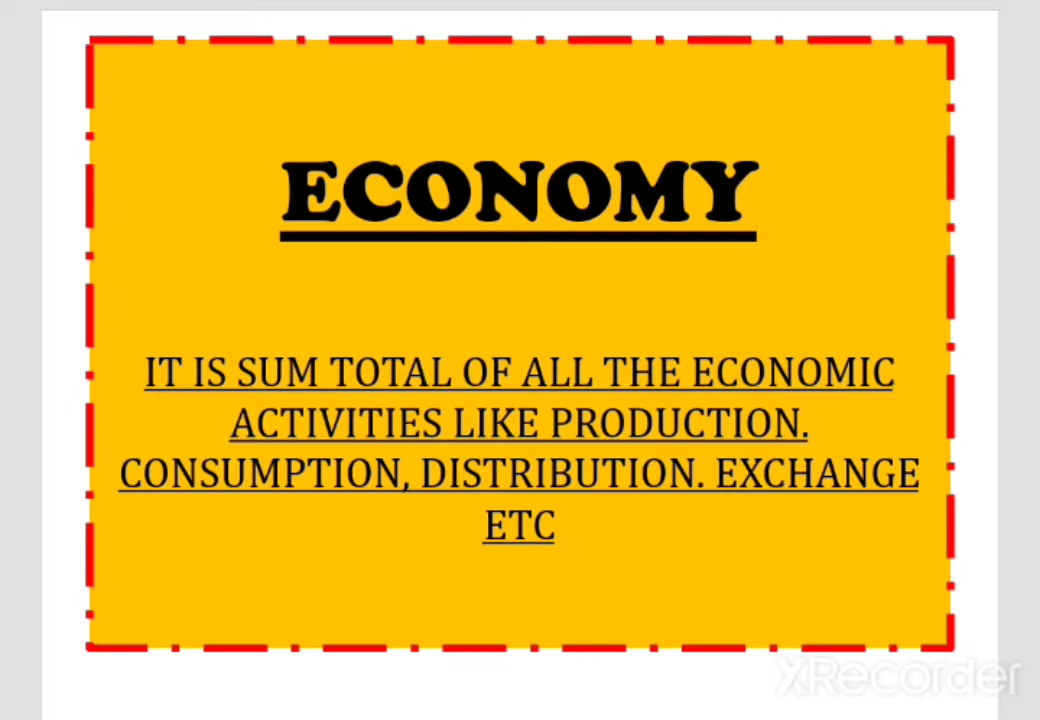 ECONOMY
IT IS SUM TOTAL OF ALL THE ECONOMIC
ACTIVITIES LIKE PRODUCTION.
CONSUMPTION, DISTRIBUTION. EXCHANGE
ETC
XRecorder